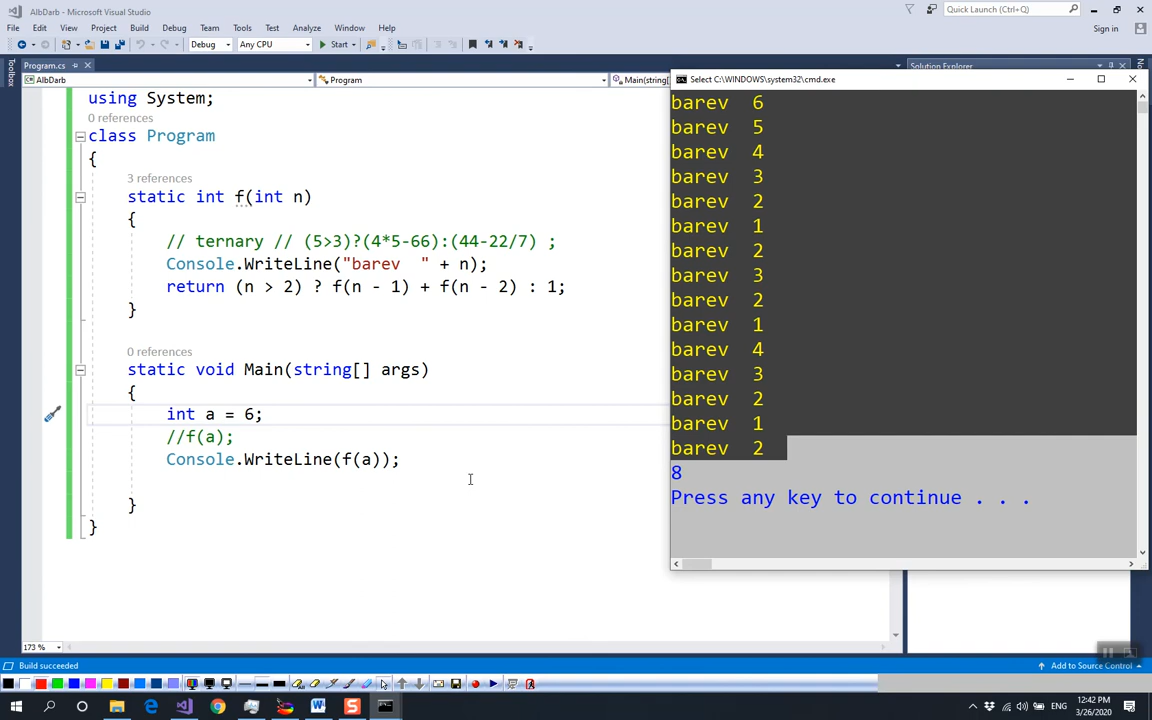 AlbDarb - Microsoft Visual Studio
Quick Launch (Ctrl+Q)
File Edit View Project Build Debug Team Tools Test Analyze Window Help
Sign in
Debug Any CPU Start
Program.cs
Solution Explorer
Toolbox
AlbDarb Program Main(string[]
using System;
0 references
class Program
{
3 references
static int f(int n)
{
// ternary // (5>3)?(4*5-66):(44-22/7) ;
Console.WriteLine("barev  " + n);
return (n > 2) ? f(n - 1) + f(n - 2) : 1;
}
0 references
static void Main(string[] args)
{
int a = 6;
//f(a);
Console.WriteLine(f(a));
}
}
Select C:\WINDOWS\system32\cmd.exe
barev  6
barev  5
barev  4
barev  3
barev  2
barev  1
barev  2
barev  3
barev  2
barev  1
barev  4
barev  3
barev  2
barev  1
barev  2
8
Press any key to continue . . .
173 %
Build succeeded
Add to Source Control
ENG
12:42 PM
3/26/2020